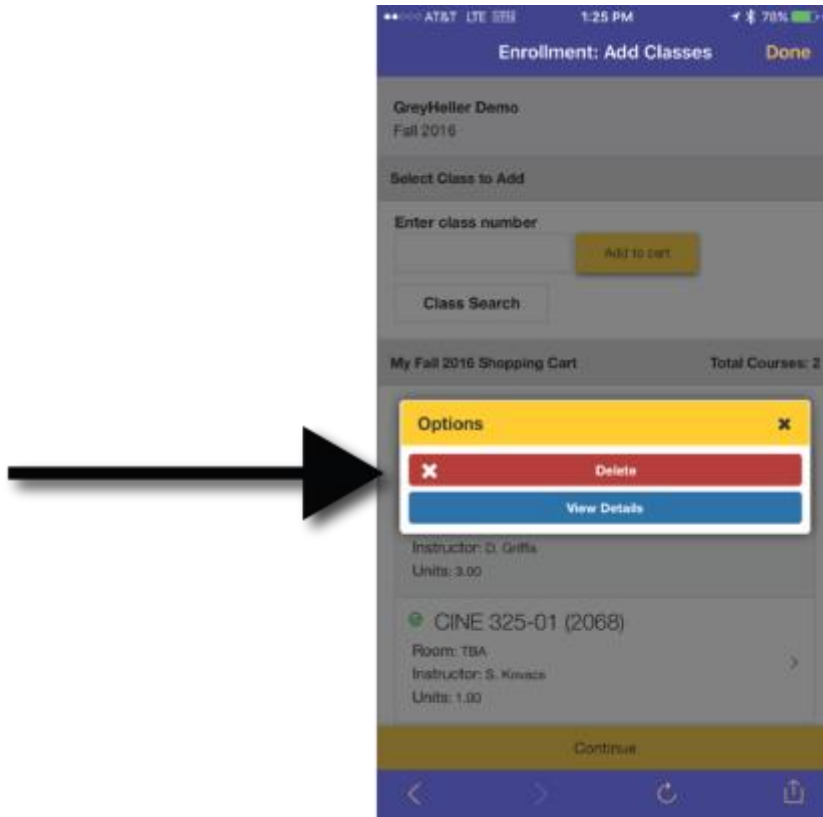 AT&T LTE 1:25 PM 78%
Enrollment: Add Classes Done
GreyHeller Demo
Fall 2016
Select Class to Add
Enter class number
Add to cart
Class Search
My Fall 2016 Shopping Cart Total Courses: 2
Options
Delete
View Details
Instructor: D. Griffis
Units: 3.00
CINE 325-01 (2068)
Room: TBA
Instructor: S. Kovacs
Units: 1.00
Continue